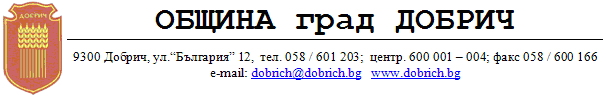 ДОБРИЧ
ОБЩИНА град ДОБРИЧ
9300 Добрич, ул.“България” 12, тел. 058 / 601 203; центр. 600 001 – 004; факс 058 / 600 166
e-mail: dobrich@dobrich.bg www.dobrich.bg